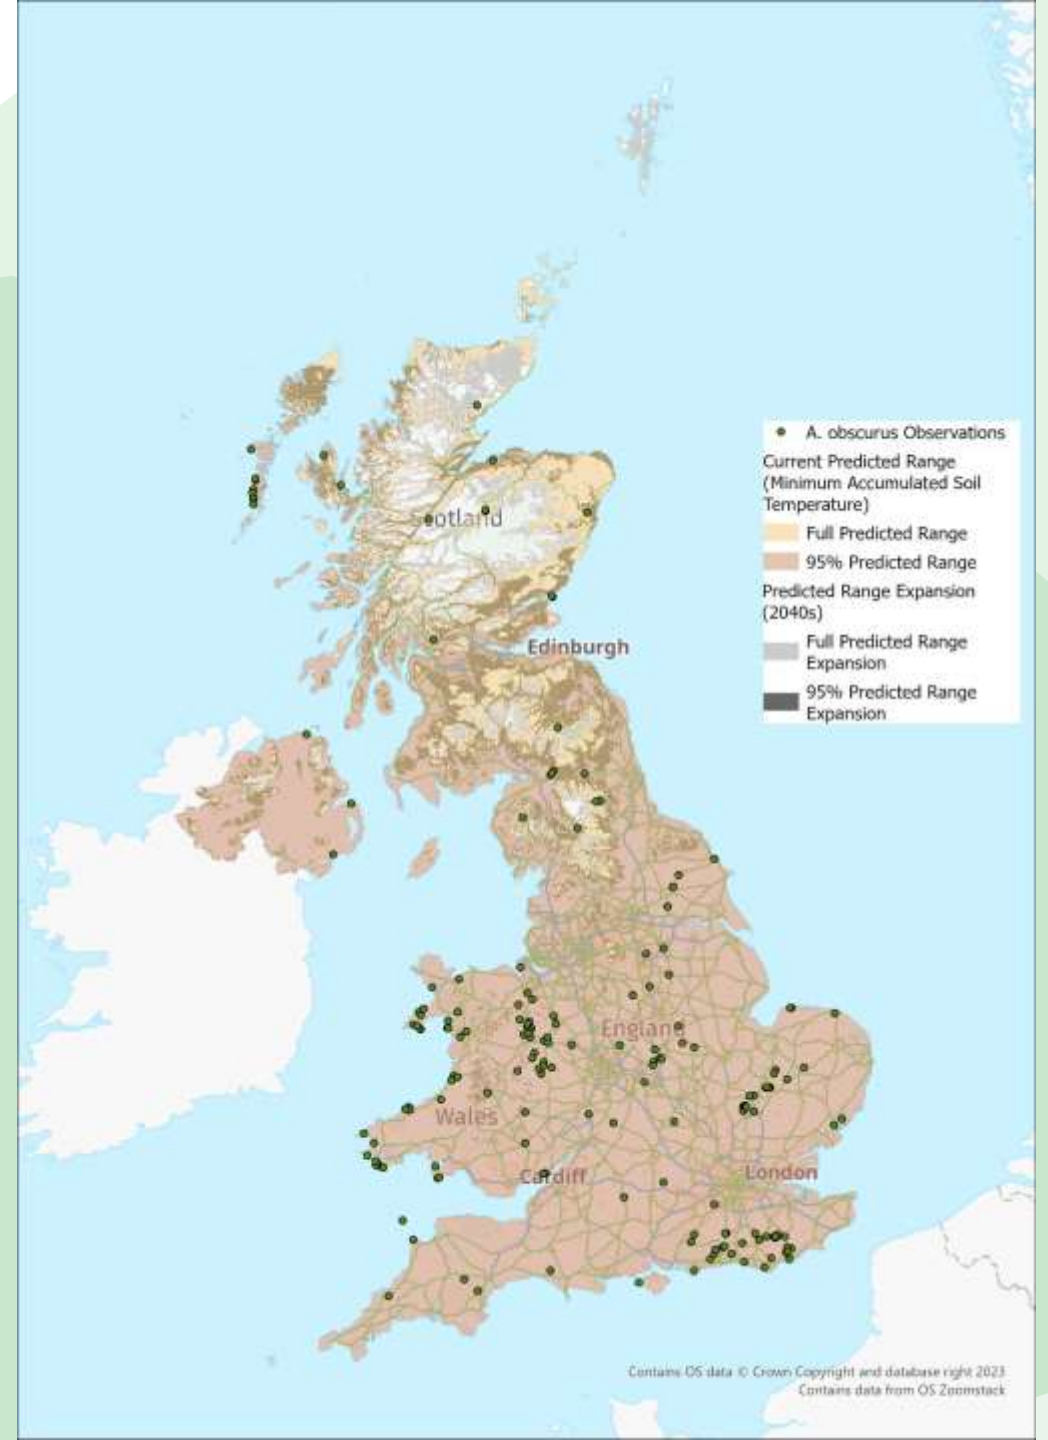 A. obscurus Observations
Current Predicted Range
(Minimum Accumulated Soil
Temperature)
Full Predicted Range
95% Predicted Range
Predicted Range Expansion
(2040s)
Full Predicted Range
Expansion
95% Predicted Range
Expansion
Scotland
Edinburgh
England
Wales
Cardiff
London
Contains OS data © Crown Copyright and database right 2023
Contains data from OS Zoomstack